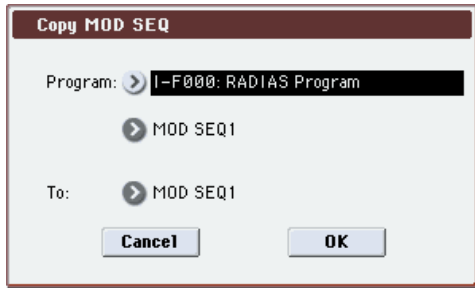 Copy MOD SEQ
Program: I-F000: RADIAS Program
MOD SEQ1
To: MOD SEQ1
Cancel OK